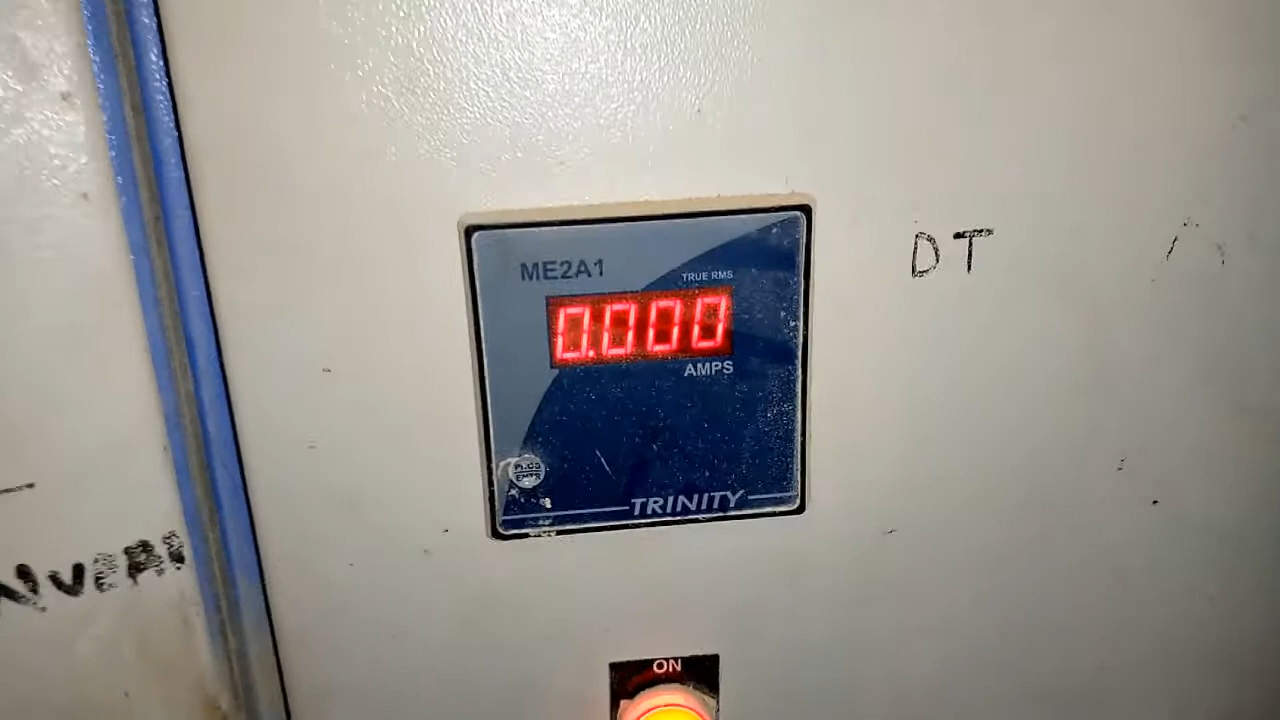 ME2A1
TRUE RMS
0.000
AMPS
TRINITY
DT
ON